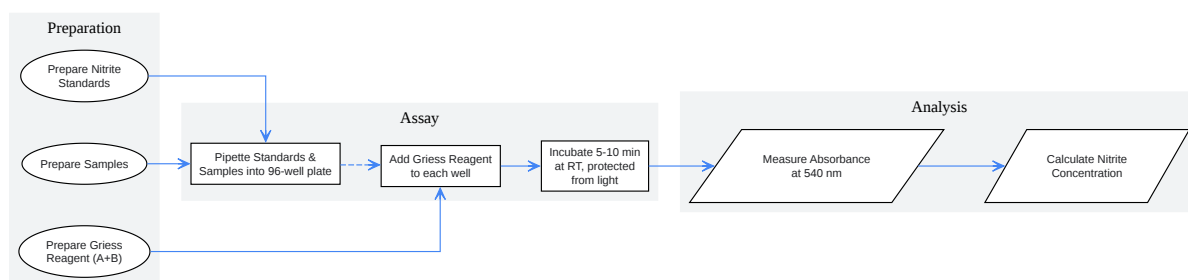 Preparation
Prepare Nitrite
Standards
Prepare Samples
Prepare Griess
Reagent (A+B)
Assay
Pipette Standards &
Samples into 96-well plate
Add Griess Reagent
to each well
Incubate 5-10 min
at RT, protected
from light
Analysis
Measure Absorbance
at 540 nm
Calculate Nitrite
Concentration